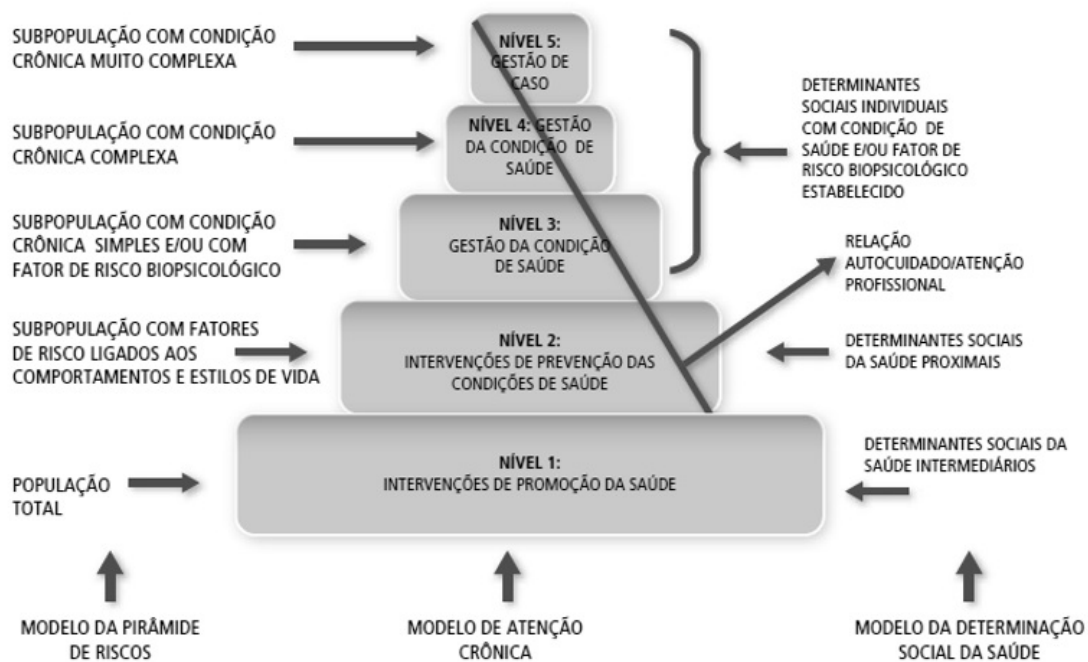 SUBPOPULAÇÃO COM CONDIÇÃO
CRÔNICA MUITO COMPLEXA
NÍVEL 5:
GESTÃO DE
CASO
DETERMINANTES
SOCIAIS INDIVIDUAIS
COM CONDIÇÃO DE
SAÚDE E/OU FATOR DE
RISCO BIOPSICOLÓGICO
ESTABELECIDO
SUBPOPULAÇÃO COM CONDIÇÃO
CRÔNICA COMPLEXA
NÍVEL 4: GESTÃO
DA CONDIÇÃO DE
SAÚDE
SUBPOPULAÇÃO COM CONDIÇÃO
CRÔNICA SIMPLES E/OU COM
FATOR DE RISCO BIOPSICOLÓGICO
NÍVEL 3:
GESTÃO DA CONDIÇÃO
DE SAÚDE
RELAÇÃO
AUTOCUIDADO/ATENÇÃO
PROFISSIONAL
SUBPOPULAÇÃO COM FATORES
DE RISCO LIGADOS AOS
COMPORTAMENTOS E ESTILOS DE VIDA
NÍVEL 2:
INTERVENÇÕES DE PREVENÇÃO DAS
CONDIÇÕES DE SAÚDE
DETERMINANTES SOCIAIS
DA SAÚDE PROXIMAIS
POPULAÇÃO
TOTAL
NÍVEL 1:
INTERVENÇÕES DE PROMOÇÃO DA SAÚDE
DETERMINANTES SOCIAIS DA
SAÚDE INTERMEDIÁRIOS
MODELO DA PIRÂMIDE
DE RISCOS
MODELO DE ATENÇÃO
CRÔNICA
MODELO DA DETERMINAÇÃO
SOCIAL DA SAÚDE